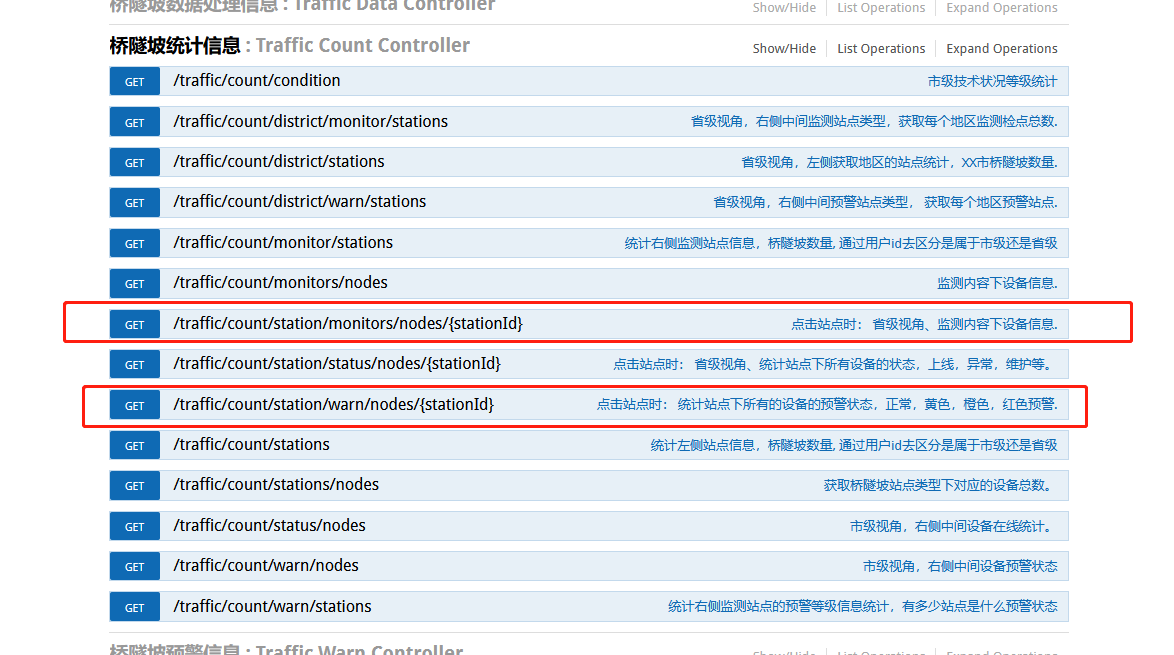 桥隧坡数据处理信息 : Traffic Data Controller Show/Hide List Operations Expand Operations
桥隧坡统计信息 : Traffic Count Controller Show/Hide List Operations Expand Operations
GET /traffic/count/condition 市级技术状况等级统计
GET /traffic/count/district/monitor/stations 省级视角，右侧中间监测站点类型，获取每个地区监测检点总数.
GET /traffic/count/district/stations 省级视角，左侧获取地区的站点统计，XX市桥隧坡数量.
GET /traffic/count/district/warn/stations 省级视角，右侧中间预警站点类型， 获取每个地区预警站点.
GET /traffic/count/monitor/stations 统计右侧监测站点信息，桥隧坡数量, 通过用户id去区分是属于市级还是省级
GET /traffic/count/monitors/nodes 监测内容下设备信息.
GET /traffic/count/station/monitors/nodes/{stationId} 点击站点时： 省级视角、监测内容下设备信息.
GET /traffic/count/station/status/nodes/{stationId} 点击站点时： 省级视角、统计站点下所有设备的状态，上线，异常，维护等。
GET /traffic/count/station/warn/nodes/{stationId} 点击站点时： 统计站点下所有的设备的预警状态，正常，黄色，橙色，红色预警.
GET /traffic/count/stations 统计左侧站点信息，桥隧坡数量, 通过用户id去区分是属于市级还是省级
GET /traffic/count/stations/nodes 获取桥隧坡站点类型下对应的设备总数。
GET /traffic/count/status/nodes 市级视角，右侧中间设备在线统计。
GET /traffic/count/warn/nodes 市级视角，右侧中间设备预警状态
GET /traffic/count/warn/stations 统计右侧监测站点的预警等级信息统计，有多少站点是什么预警状态
桥隧坡预警信息 : Traffic Warn Controller Show/Hide List Operations Expand Operations